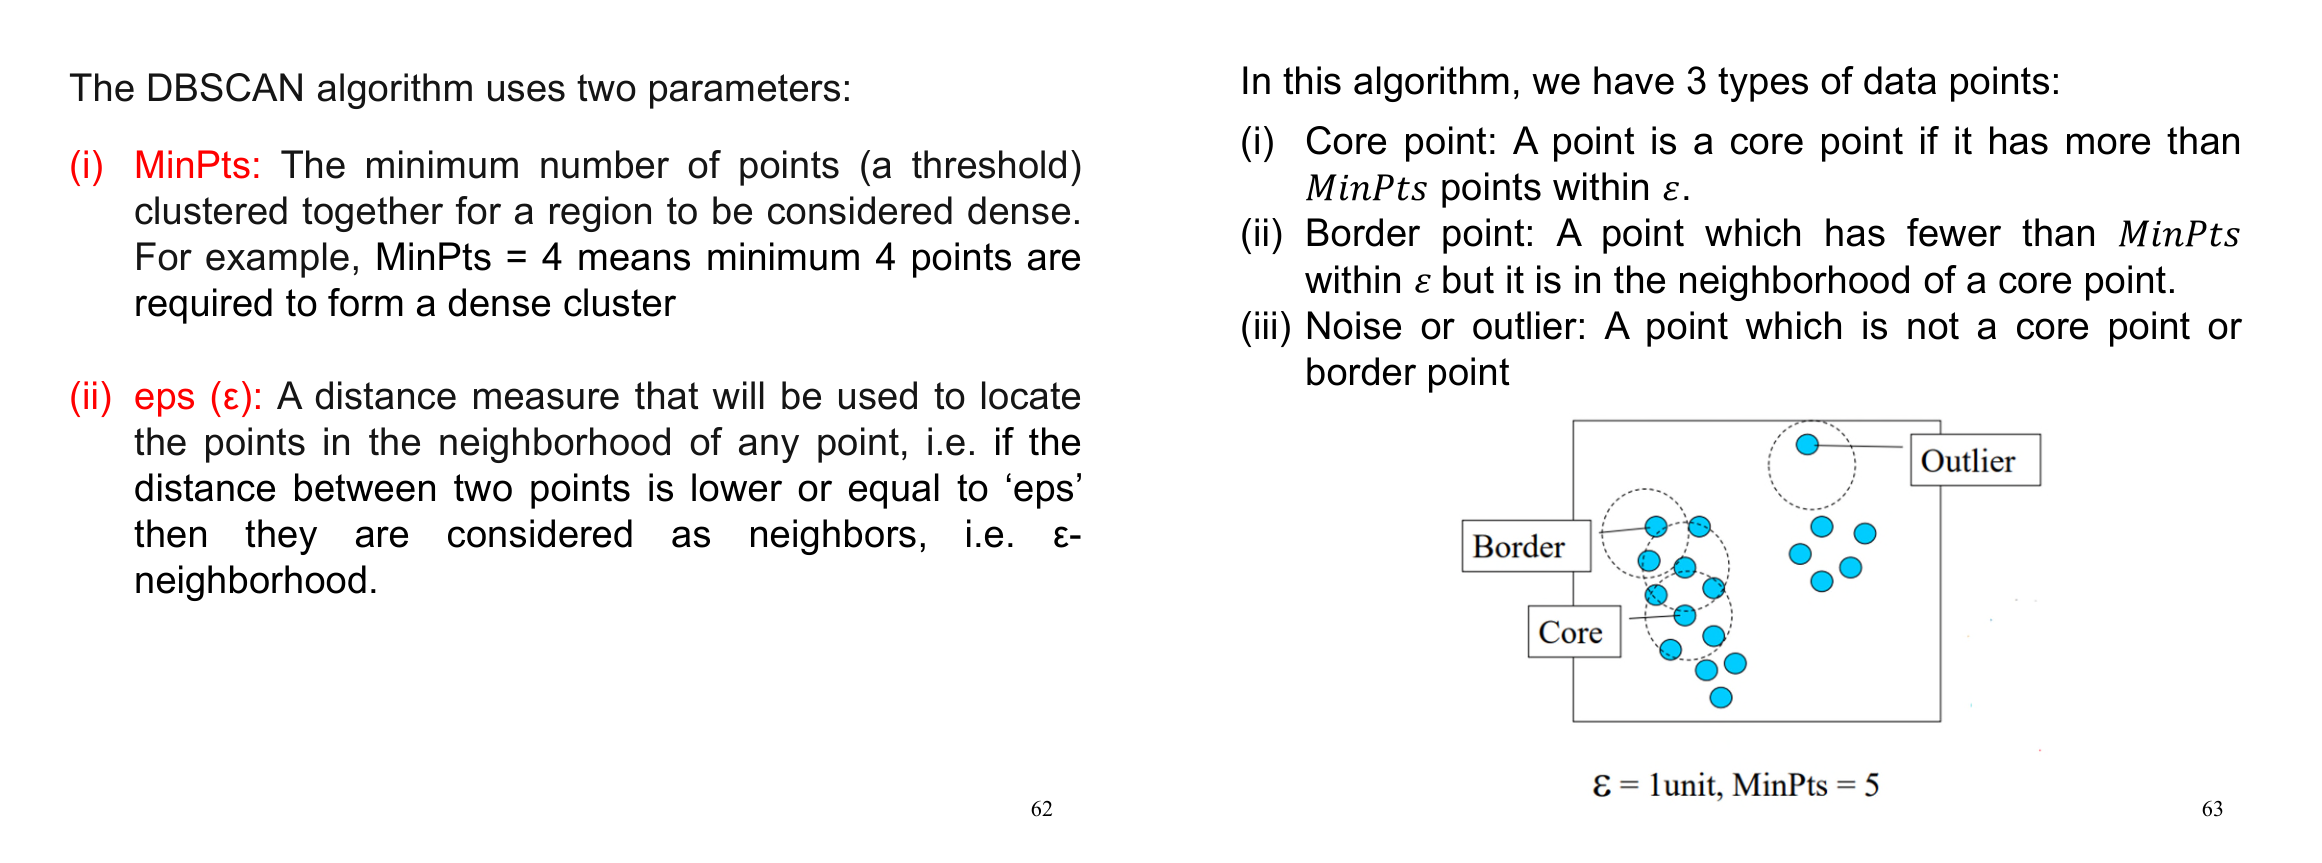 The DBSCAN algorithm uses two parameters:
(i) MinPts: The minimum number of points (a threshold)
clustered together for a region to be considered dense.
For example, MinPts = 4 means minimum 4 points are
required to form a dense cluster
(ii) eps (ε): A distance measure that will be used to locate
the points in the neighborhood of any point, i.e. if the
distance between two points is lower or equal to ‘eps’
then they are considered as neighbors, i.e. ε-
neighborhood.
62
In this algorithm, we have 3 types of data points:
(i) Core point: A point is a core point if it has more than
MinPts points within ε.
(ii) Border point: A point which has fewer than MinPts
within ε but it is in the neighborhood of a core point.
(iii) Noise or outlier: A point which is not a core point or
border point
Outlier
Border
Core
ε = 1unit, MinPts = 5
63